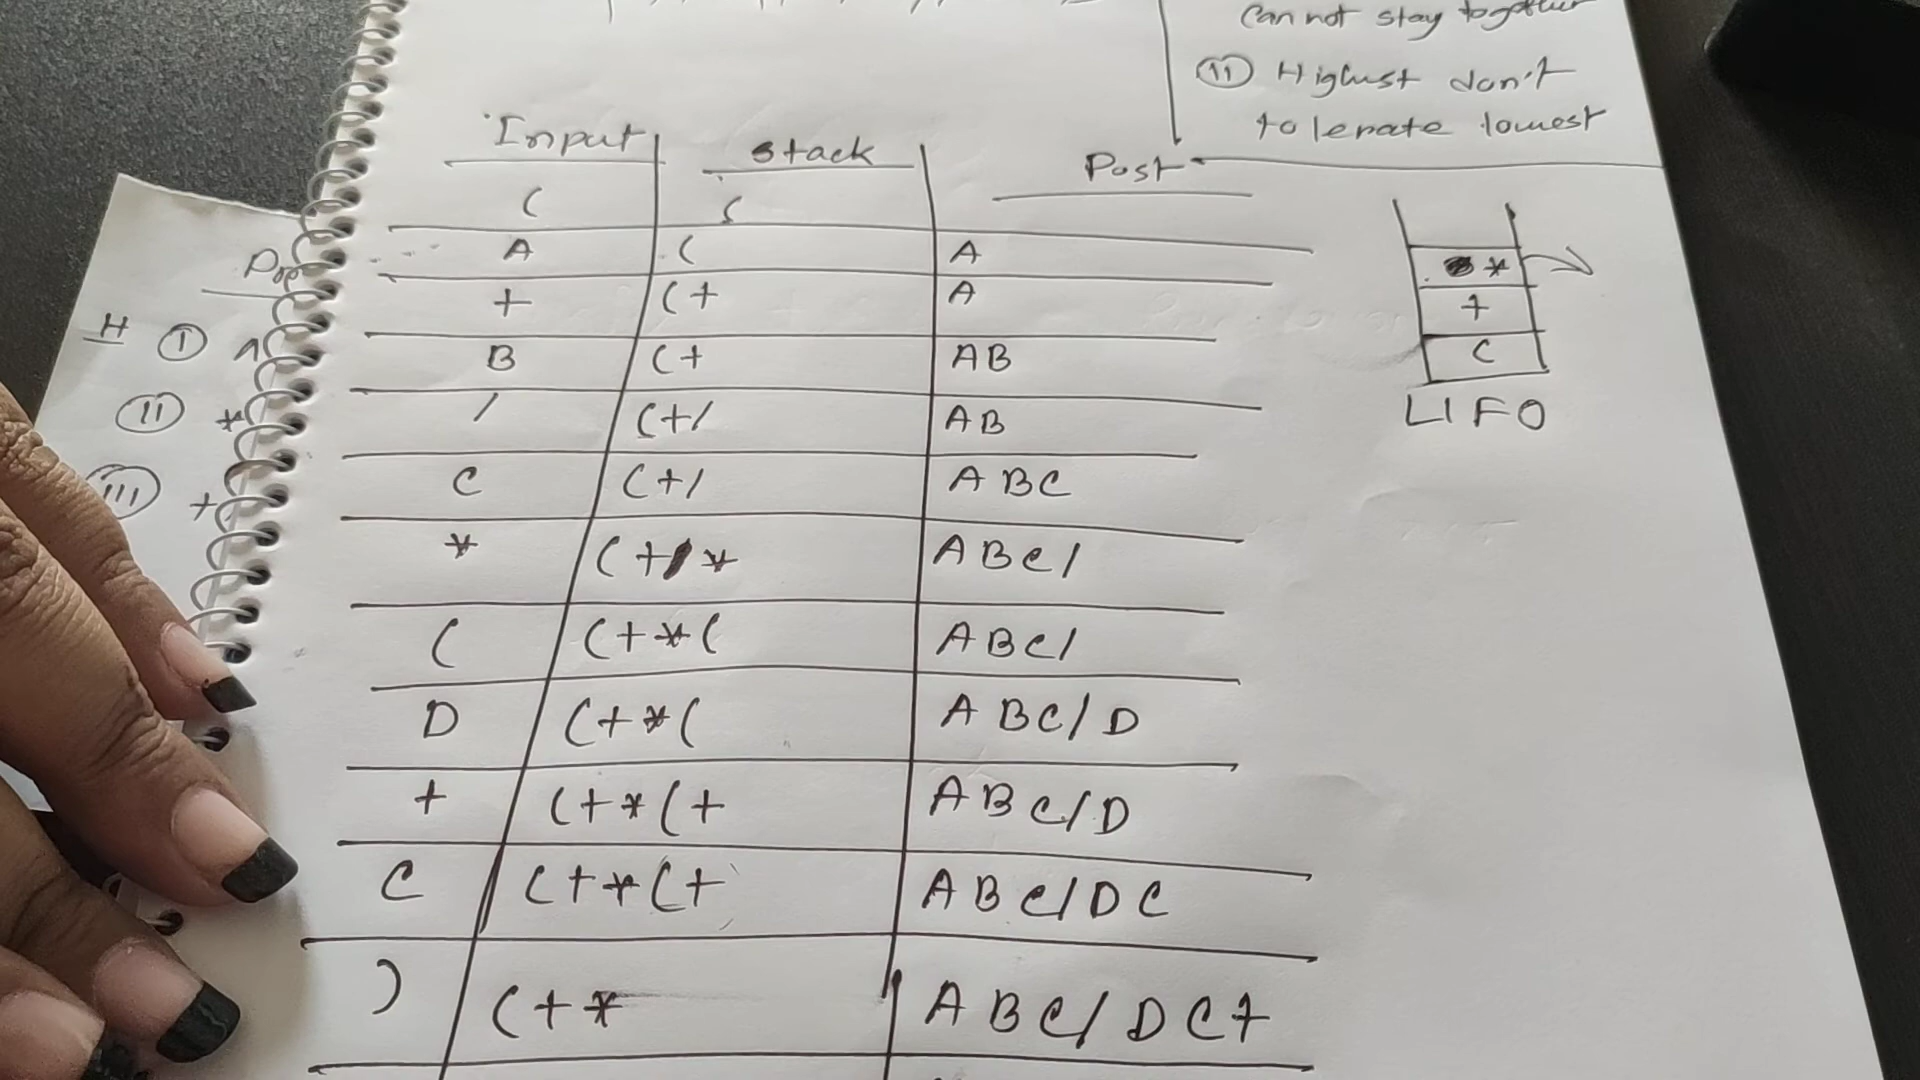 can not stay together
(II) Highest don't
tolerate lowest
Input | stack | Post
( | (
A | ( | A
+ | (+ | A
B | (+ | AB
/ | (+/ | AB
C | (+/ | ABC
* | (+ * | ABC/
( | (+*( | ABC/
D | (+*( | ABC/D
+ | (+*(+ | ABC/D
C | (+*(+ | ABC/DC
) | (+* | ABC/DC+
*
+
(
LIFO
H (I) ^
(II) *
(III) +